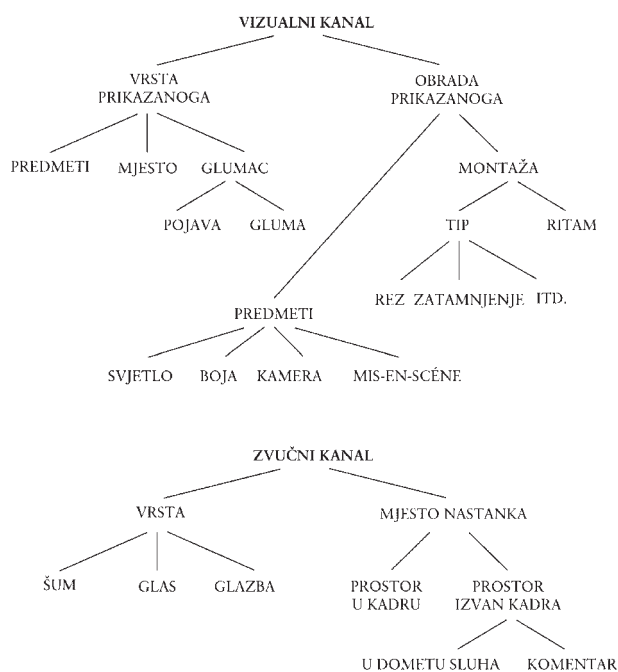 VIZUALNI KANAL
VRSTA
PRIKAZANOGA
OBRADA
PRIKAZANOGA
PREDMETI MJESTO GLUMAC
MONTAŽA
POJAVA GLUMA
TIP RITAM
REZ ZATAMNJENJE ITD.
PREDMETI
SVJETLO BOJA KAMERA MIS-EN-SCÉNE
ZVUČNI KANAL
VRSTA
MJESTO NASTANKA
ŠUM GLAS GLAZBA
PROSTOR
U KADRU
PROSTOR
IZVAN KADRA
U DOMETU SLUHA KOMENTAR